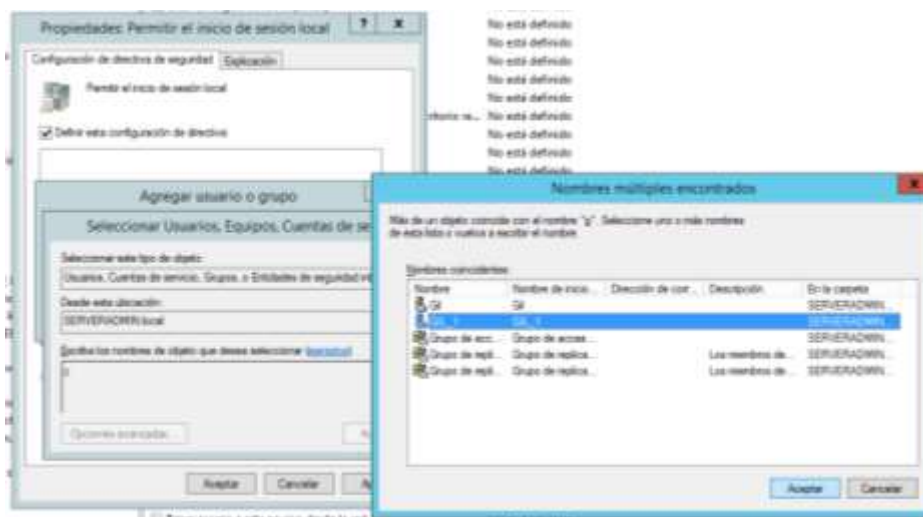 Propiedades: Permitir el inicio de sesión local
? X
Configuración de directiva de seguridad
Explicación
Permitir el inicio de sesión local
Definir esta configuración de directiva
No está definido
No está definido
No está definido
No está definido
No está definido
No está definido
No está definido
No está definido
No está definido
Agregar usuario o grupo
Seleccionar Usuarios, Equipos, Cuentas de se
Seleccionar este tipo de objeto:
Usuarios, Cuentas de servicio, Grupos, o Entidades de seguridad
Desde esta ubicación:
SERVERADMIN.local
Escriba los nombres de objeto que desea seleccionar (ejemplos):
Opciones avanzadas...
Aceptar
Cancelar
Nombres múltiples encontrados
X
Más de un objeto coincide con el nombre "g". Seleccione uno o más nombres
de esta lista o vuelva a escribir el nombre.
Nombres coincidentes:
Nombre Nombre de inicio... Dirección de corr... Descripción En la carpeta
SERVERADMIN...
SERVERADMIN...
Grupo de acc... Grupo de acces... SERVERADMIN...
Grupo de repli... Grupo de replica... Los miembros de... SERVERADMIN...
Grupo de repli... Grupo de replica... Los miembros de... SERVERADMIN...
Aceptar
Cancelar